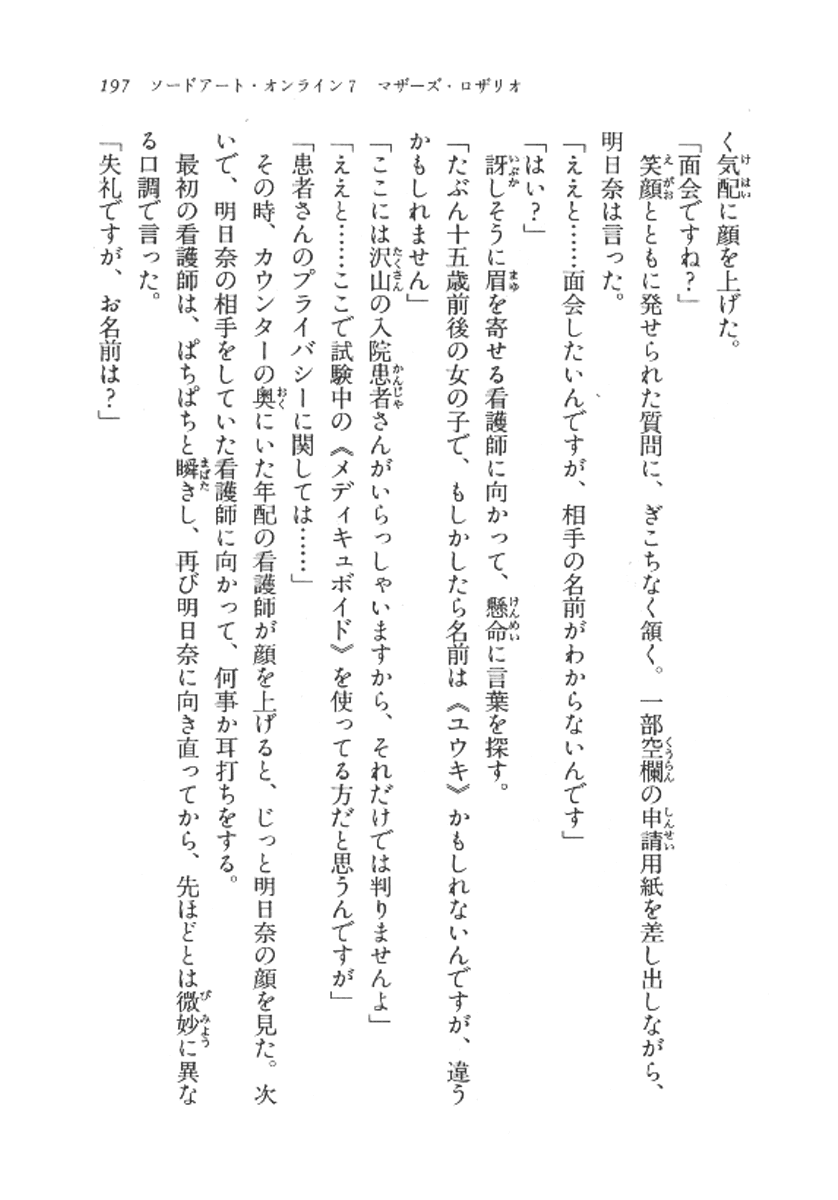 197 ソードアート・オンライン7 マザーズ・ロザリオ
く気配に顔を上げた。
「面会ですね?」
笑顔とともに発せられた質問に、ぎこちなく頷く。一部空欄の申請用紙を差し出しながら、
明日奈は言った。
「ええと……面会したいんですが、相手の名前がわからないんです」
「はい?」
訝しそうに眉を寄せる看護師に向かって、懸命に言葉を探す。
「たぶん十五歳前後の女の子で、もしかしたら名前は《ユウキ》かもしれないんですが、違う
かもしれません」
「ここには沢山の入院患者さんがいらっしゃいますから、それだけでは判りませんよ」
「ええと……ここで試験中の《メディキュボイド》を使ってる方だと思うんですが」
「患者さんのプライバシーに関しては……」
その時、カウンターの奥にいた年配の看護師が顔を上げると、じっと明日奈の顔を見た。次
いで、明日奈の相手をしていた看護師に向かって、何事か耳打ちをする。
最初の看護師は、ぱちぱちと瞬きし、再び明日奈に向き直ってから、先ほどとは微妙に異な
る口調で言った。
「失礼ですが、お名前は?」